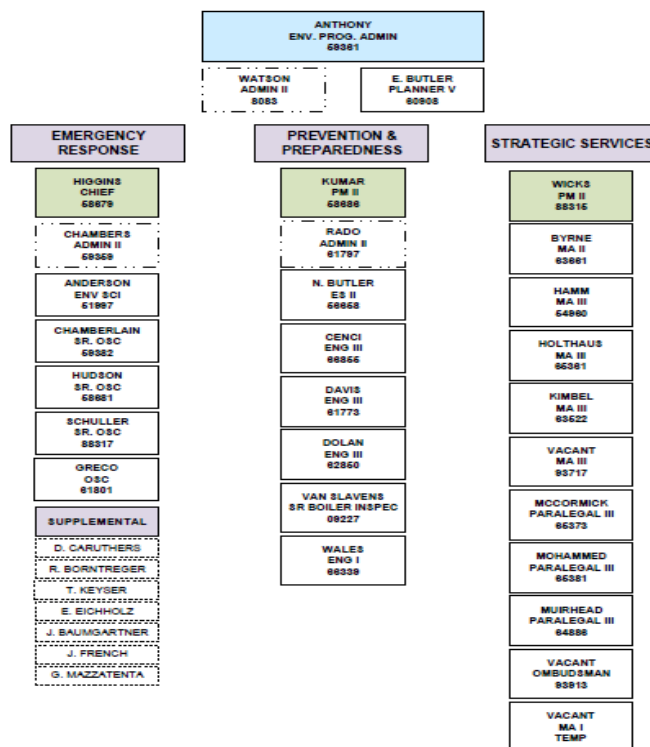 ANTHONY
ENV. PROG. ADMIN
59361
WATSON
ADMIN II
8083
E. BUTLER
PLANNER V
60908
EMERGENCY
RESPONSE
HIGGINS
CHIEF
58679
CHAMBERS
ADMIN II
59359
ANDERSON
ENV SCI
51997
CHAMBERLAIN
SR. OSC
59382
HUDSON
SR. OSC
58681
SCHULLER
SR. OSC
88317
GRECO
OSC
61801
SUPPLEMENTAL
D. CARUTHERS
R. BORNTREGER
T. KEYSER
E. EICHHOLZ
J. BAUMGARTNER
J. FRENCH
G. MAZZATENTA
PREVENTION &
PREPAREDNESS
KUMAR
PM II
58686
RADO
ADMIN II
61797
N. BUTLER
ES II
56658
CENCI
ENG III
66855
DAVIS
ENG III
61773
DOLAN
ENG III
62850
VAN SLAVENS
SR BOILER INSPEC
09227
WALES
ENG I
66339
STRATEGIC SERVICES
WICKS
PM II
88315
BYRNE
MA II
63661
HAMM
MA III
54960
HOLTHAUS
MA III
65361
KIMBEL
MA III
63522
VACANT
MA III
93717
MCCORMICK
PARALEGAL III
65373
MOHAMMED
PARALEGAL III
65381
MUIRHEAD
PARALEGAL III
64886
VACANT
OMBUDSMAN
93913
VACANT
MA I
TEMP